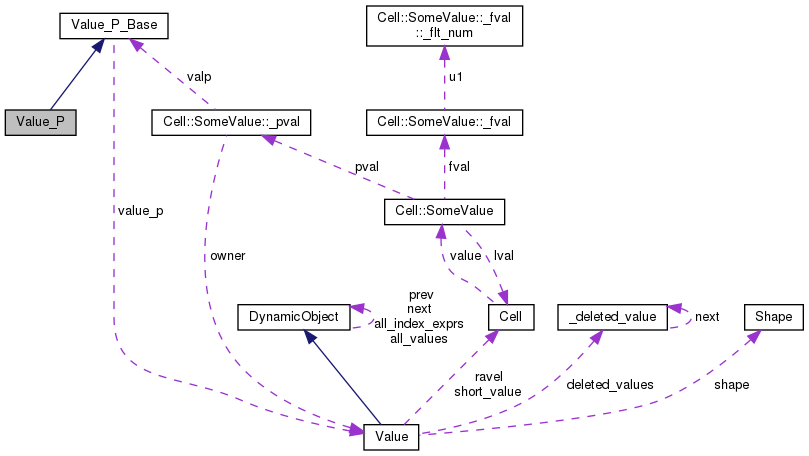 Value_P_Base
Cell::SomeValue::_fval
::_flt_num
valp
u1
Value_P
Cell::SomeValue::_pval
Cell::SomeValue::_fval
pval
fval
value_p
Cell::SomeValue
owner
value
lval
prev
next
all_index_exprs
all_values
DynamicObject
Cell
_deleted_value
next
Shape
ravel
short_value
deleted_values
shape
Value